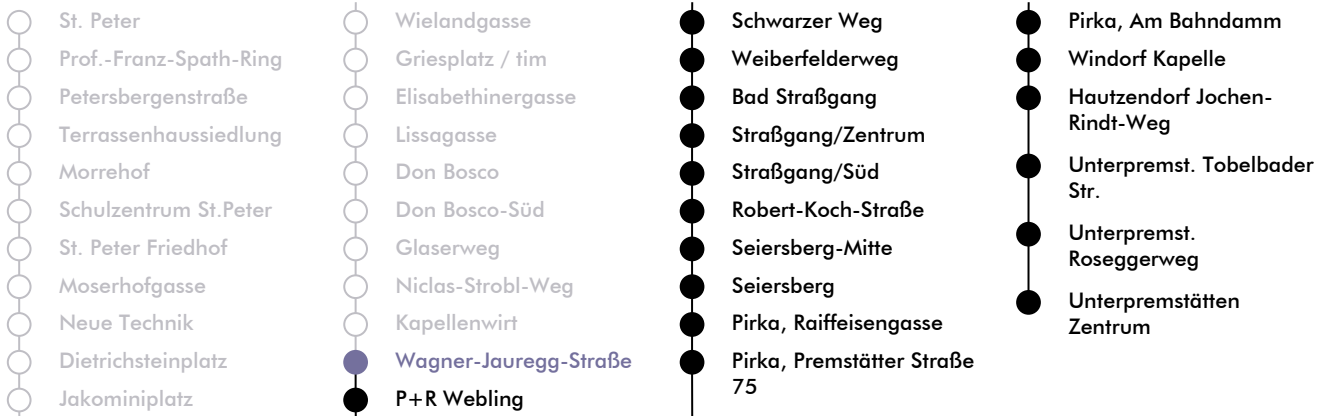 St. Peter
Prof.-Franz-Spath-Ring
Petersbergenstraße
Terrassenhaussiedlung
Morrehof
Schulzentrum St.Peter
St. Peter Friedhof
Moserhofgasse
Neue Technik
Dietrichsteinplatz
Jakominiplatz
Wielandgasse
Griesplatz / tim
Elisabethinergasse
Lissagasse
Don Bosco
Don Bosco-Süd
Glaserweg
Niclas-Strobl-Weg
Kapellenwirt
Wagner-Jauregg-Straße
P+R Webling
Schwarzer Weg
Weiberfelderweg
Bad Straßgang
Straßgang/Zentrum
Straßgang/Süd
Robert-Koch-Straße
Seiersberg-Mitte
Seiersberg
Pirka, Raiffeisengasse
Pirka, Premstätter Straße
75
Pirka, Am Bahndamm
Windorf Kapelle
Hautzendorf Jochen-
Rindt-Weg
Unterpremst. Tobelbader
Str.
Unterpremst.
Roseggerweg
Unterpremstätten
Zentrum